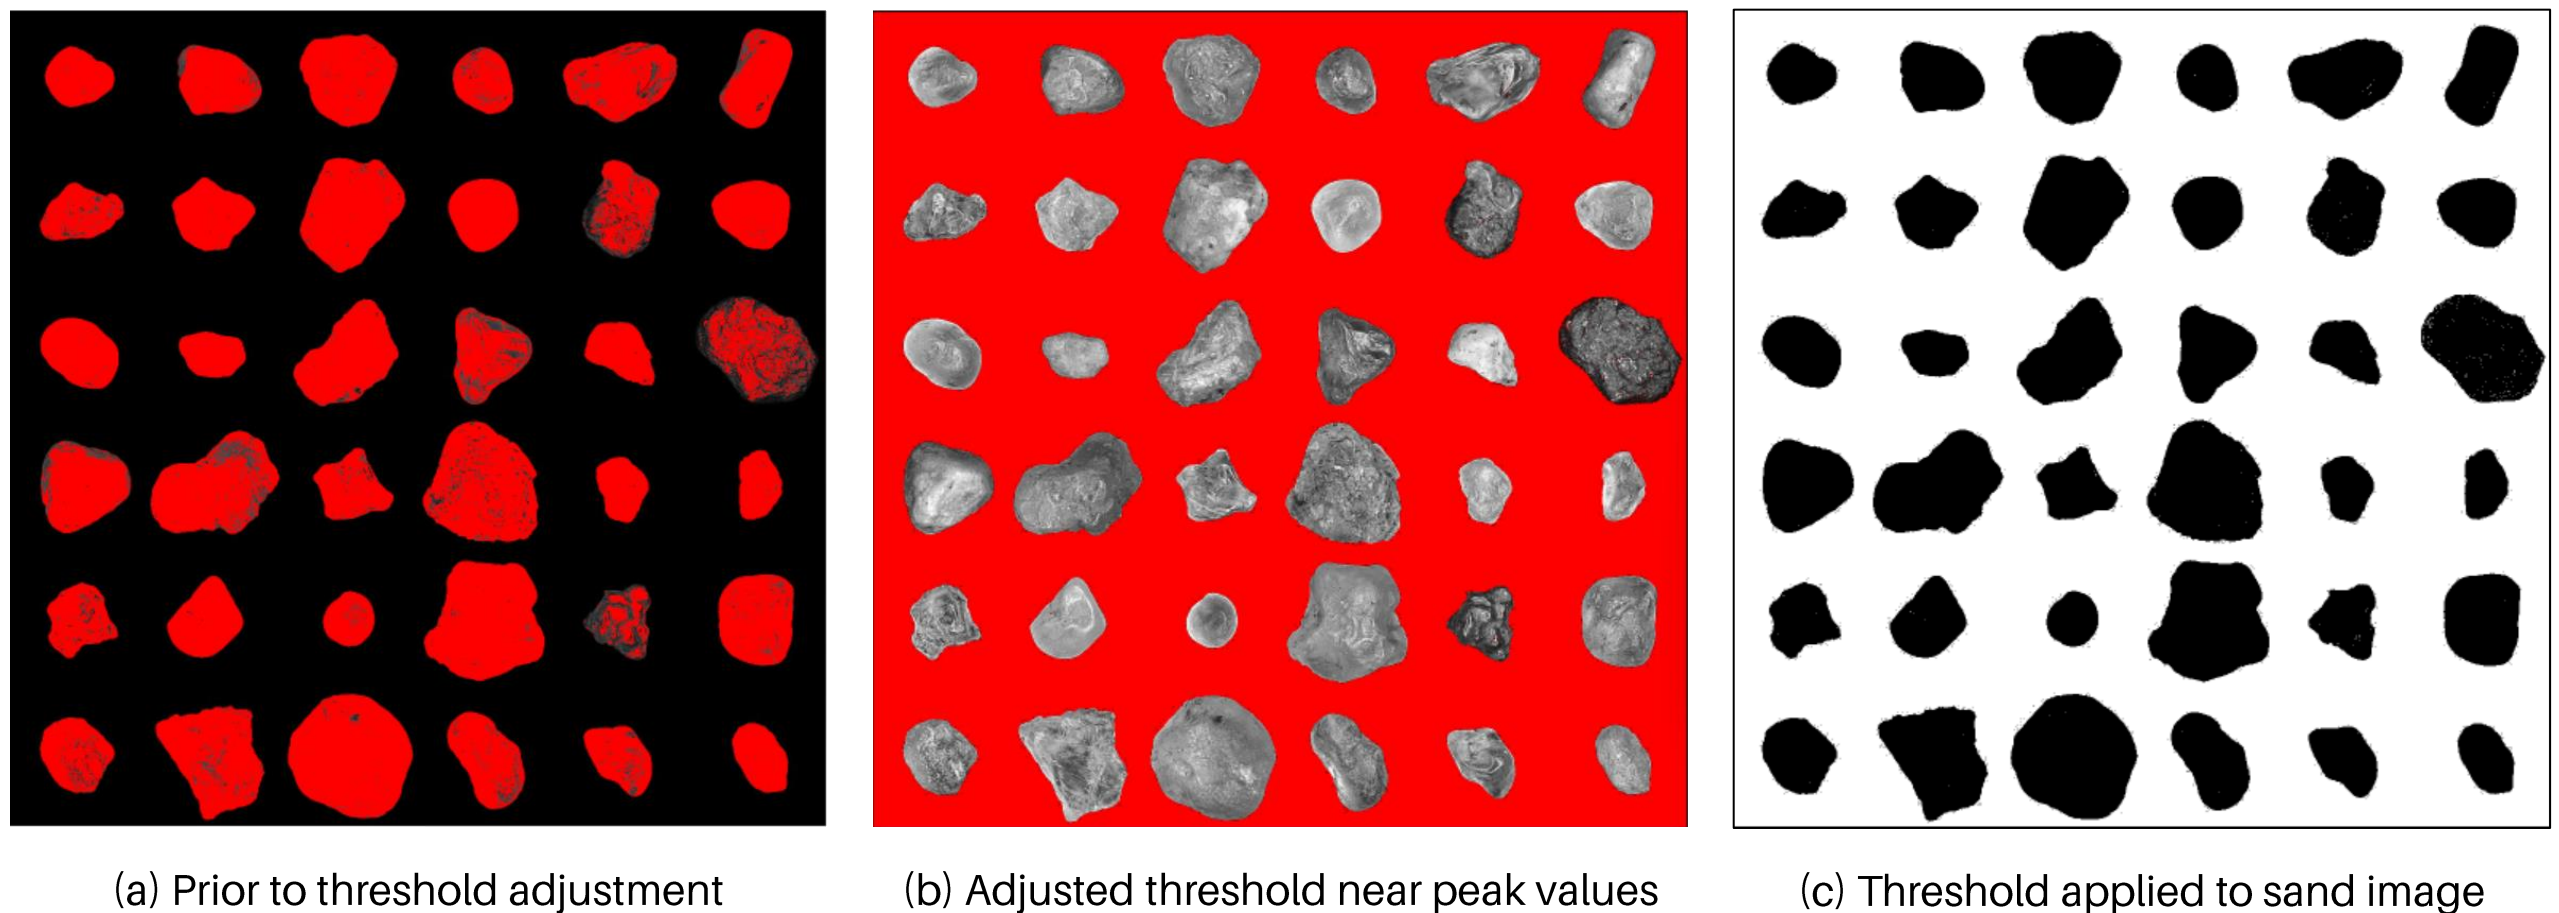 (a) Prior to threshold adjustment
(b) Adjusted threshold near peak values
(c) Threshold applied to sand image